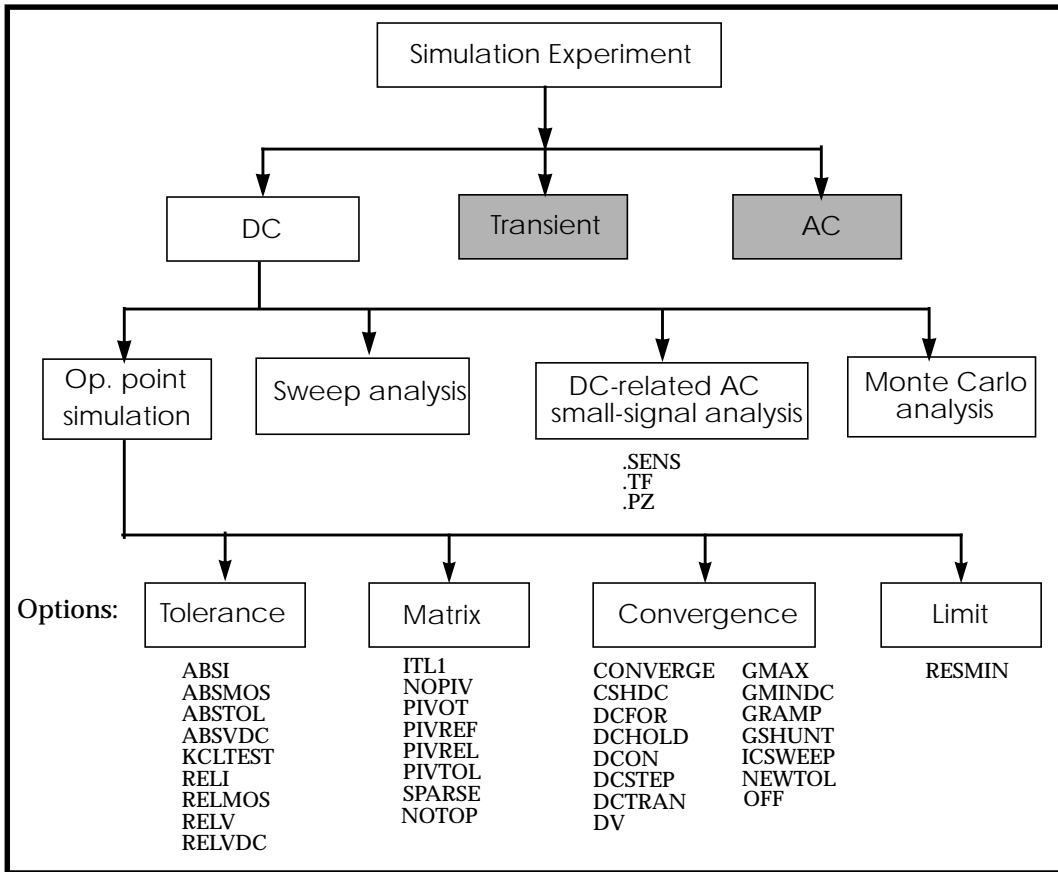 Simulation Experiment
DC
Transient
AC
Op. point
simulation
Sweep analysis
DC-related AC
small-signal analysis
Monte Carlo
analysis
.SENS
.TF
.PZ
Options:
Tolerance
Matrix
Convergence
Limit
ABSI
ABSMOS
ABSTOL
ABSVDC
KCLTEST
RELI
RELMOS
RELV
RELVDC
ITL1
NOPIV
PIVOT
PIVREF
PIVREL
PIVTOL
SPARSE
NOTOP
CONVERGE
CSHDC
DCFOR
DCHOLD
DCON
DCSTEP
DCTRAN
DV
GMAX
GMINDC
GRAMP
GSHUNT
ICSWEEP
NEWTOL
OFF
RESMIN